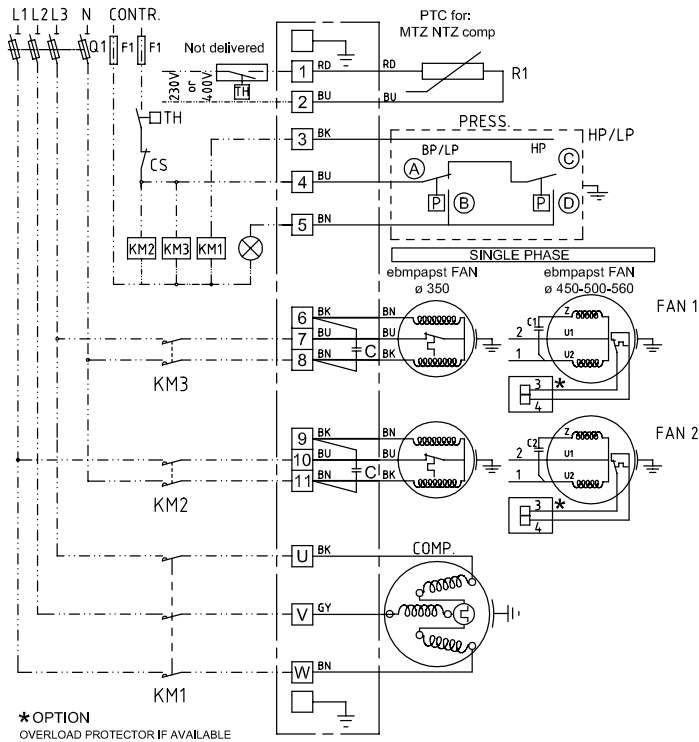 L1 L2 L3 N CONTR.
Q1 F1 F1
Not delivered
PTC for:
MTZ NTZ comp
230V
or
400V
TH
1 RD RD R1
2 BU BU
TH
CS
PRESS.
HP/LP
3 BK
BP/LP HP
A C
4 BU
P B P D
5 BN
KM2 KM3 KM1
SINGLE PHASE
ebmpapst FAN
ø 350
ebmpapst FAN
ø 450-500-560
FAN 1
6 BK BN
7 BU BU
8 BN C BK
C1 Z
2 U1
1 U2
3 *
4
KM3
FAN 2
9 BK BN
10 BU BU
11 BN C BK
C2 Z
2 U1
1 U2
3 *
4
KM2
COMP.
U BK
V GY
W BN
KM1
* OPTION
OVERLOAD PROTECTOR IF AVAILABLE